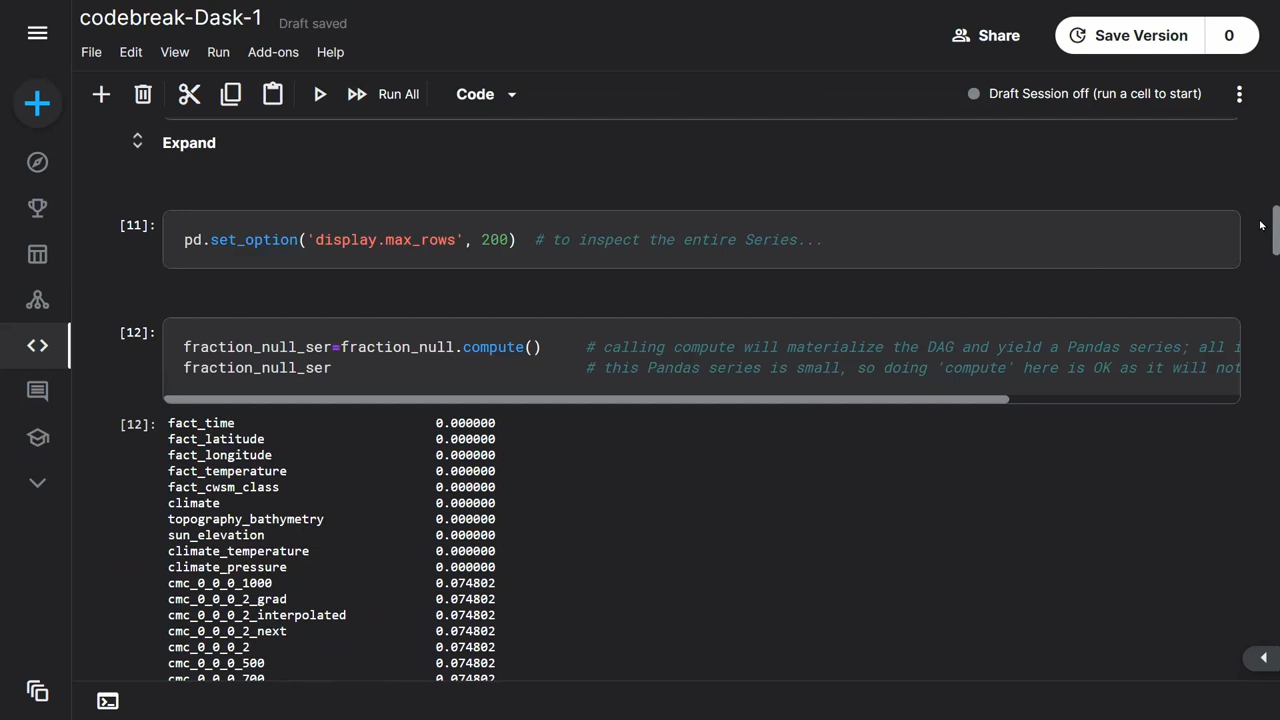 codebreak-Dask-1 Draft saved
File Edit View Run Add-ons Help
Share
Save Version 0
Run All Code
Draft Session off (run a cell to start)
Expand
[11]:
pd.set_option('display.max_rows', 200) # to inspect the entire Series...
[12]:
fraction_null_ser=fraction_null.compute() # calling compute will materialize the DAG and yield a Pandas series; all i
fraction_null_ser # this Pandas series is small, so doing 'compute' here is OK as it will not
[12]:
fact_time 0.000000
fact_latitude 0.000000
fact_longitude 0.000000
fact_temperature 0.000000
fact_cwsm_class 0.000000
climate 0.000000
topography_bathymetry 0.000000
sun_elevation 0.000000
climate_temperature 0.000000
climate_pressure 0.000000
cmc_0_0_0_1000 0.074802
cmc_0_0_0_2_grad 0.074802
cmc_0_0_0_2_interpolated 0.074802
cmc_0_0_0_2_next 0.074802
cmc_0_0_0_2 0.074802
cmc_0_0_0_500 0.074802
cmc_0_0_0_700 0.074802